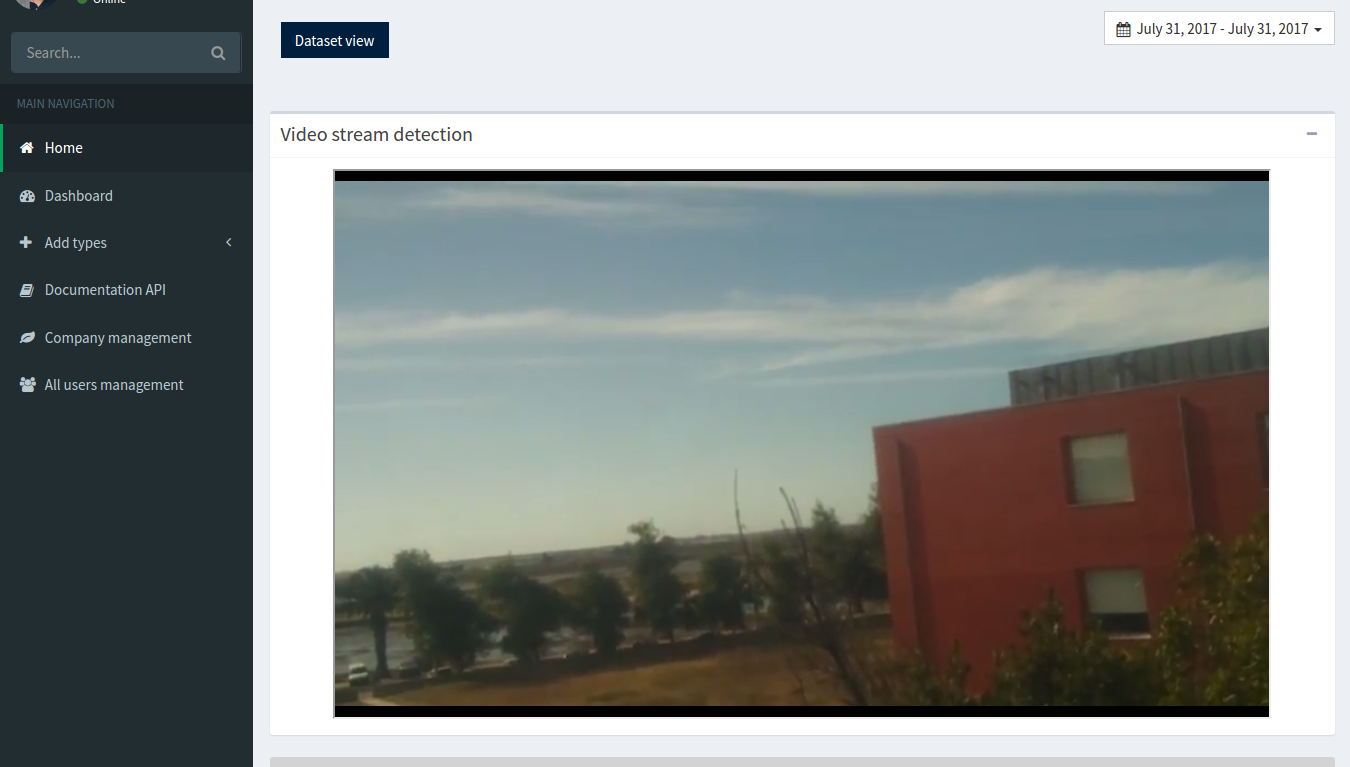 Online
Search...
MAIN NAVIGATION
Home
Dashboard
Add types
Documentation API
Company management
All users management
Dataset view
July 31, 2017 - July 31, 2017
Video stream detection